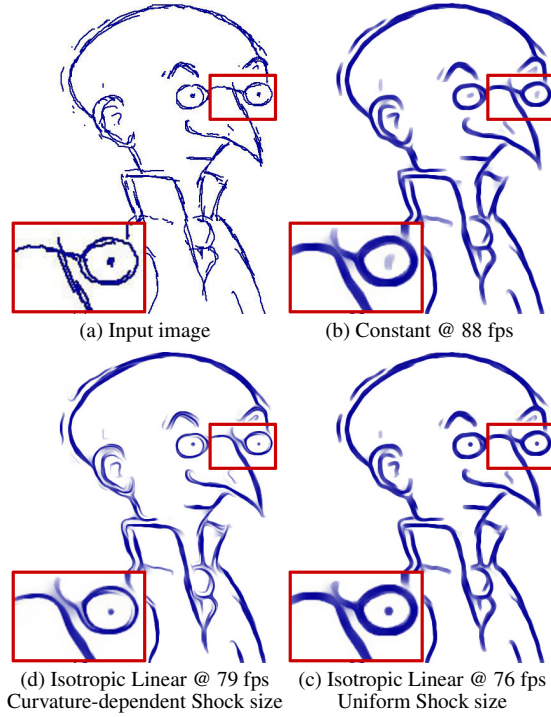 (a) Input image
(b) Constant @ 88 fps
(d) Isotropic Linear @ 79 fps
Curvature-dependent Shock size
(c) Isotropic Linear @ 76 fps
Uniform Shock size